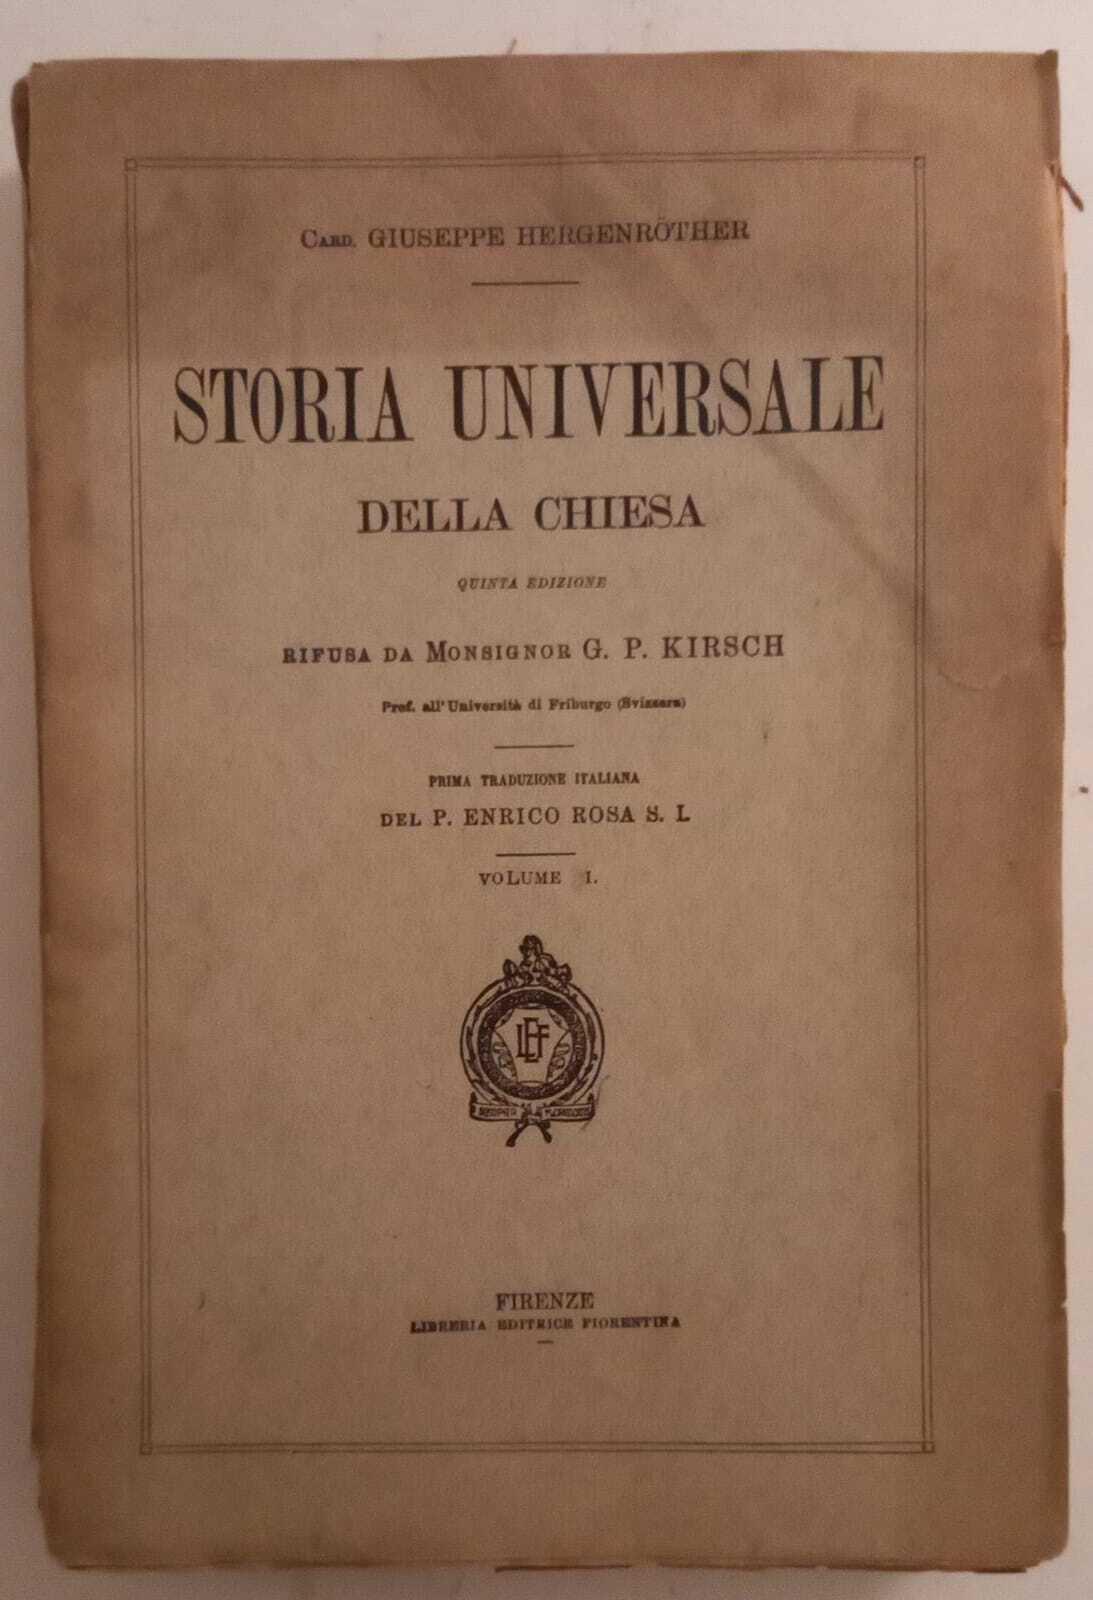 Card. GIUSEPPE HERGENRÖTHER
STORIA UNIVERSALE
DELLA CHIESA
QUINTA EDIZIONE
RIFUSA DA MONSIGNOR G. P. KIRSCH
Prof. all'Università di Friburgo (Svizzera)
PRIMA TRADUZIONE ITALIANA
DEL P. ENRICO ROSA S. I.
VOLUME I.
LEF
FIRENZE
LIBRERIA EDITRICE FIORENTINA